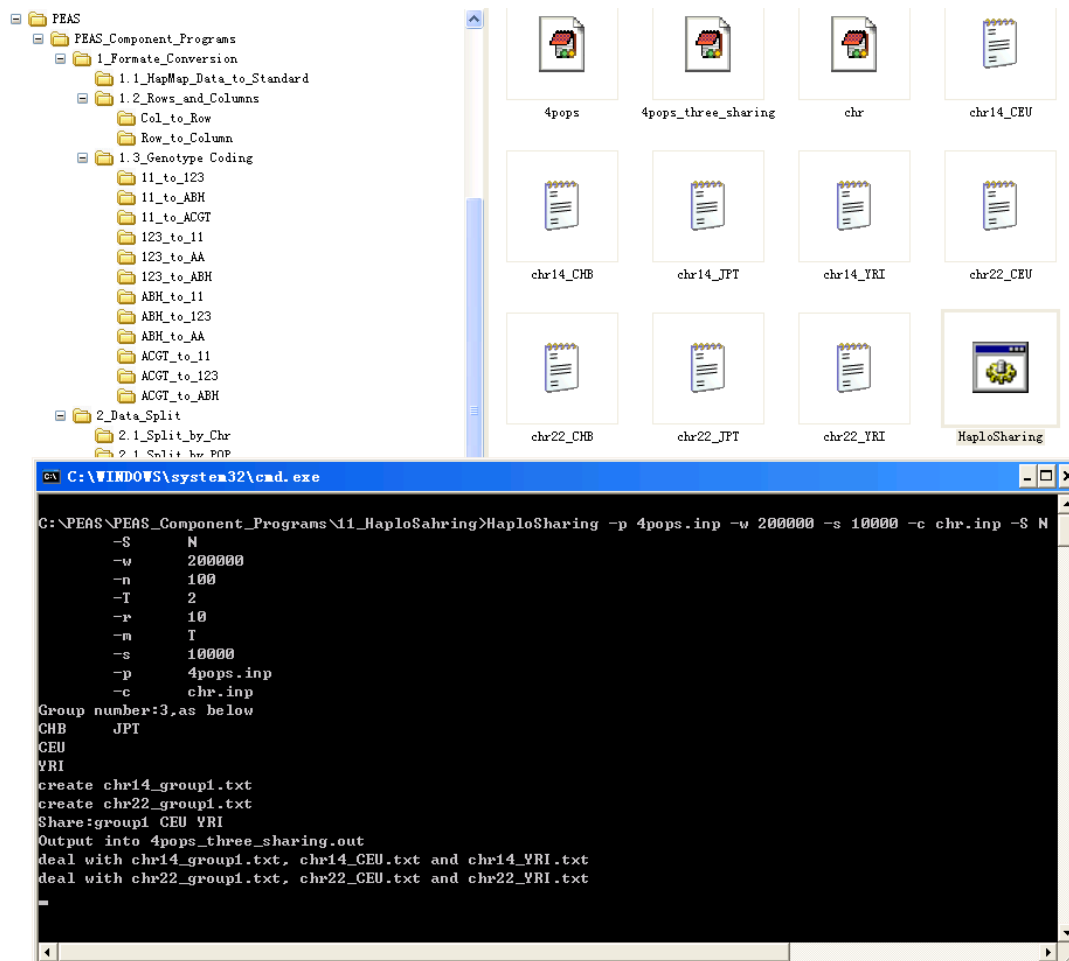 PEAS
PEAS_Component_Programs
1_Formate_Conversion
1.1_HapMap_Data_to_Standard
1.2_Rows_and_Columns
Col_to_Row
Row_to_Column
1.3_Genotype Coding
11_to_123
11_to_ABH
11_to_ACGT
123_to_11
123_to_AA
123_to_ABH
ABH_to_11
ABH_to_123
ABH_to_AA
ACGT_to_11
ACGT_to_123
ACGT_to_ABH
2_Data_Split
2.1_Split_by_Chr
2.1_Split_by_POP
4pops 4pops_three_sharing chr chr14_CEU
chr14_CHB chr14_JPT chr14_YRI chr22_CEU
chr22_CHB chr22_JPT chr22_YRI HaploSharing
C:\WINDOWS\system32\cmd.exe
C:\PEAS\PEAS_Component_Programs\11_HaploSahring>HaploSharing -p 4pops.inp -w 200000 -s 10000 -c chr.inp -S N
-S N
-w 200000
-n 100
-T 2
-r 10
-m T
-s 10000
-p 4pops.inp
-c chr.inp
Group number:3,as below
CHB JPT
CEU
YRI
create chr14_group1.txt
create chr22_group1.txt
Share:group1 CEU YRI
Output into 4pops_three_sharing.out
deal with chr14_group1.txt, chr14_CEU.txt and chr14_YRI.txt
deal with chr22_group1.txt, chr22_CEU.txt and chr22_YRI.txt